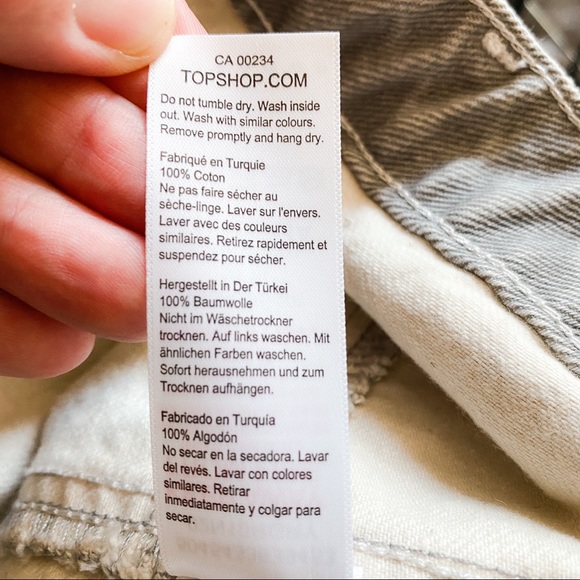 CA 00234
TOPSHOP.COM
Do not tumble dry. Wash inside
out. Wash with similar colours.
Remove promptly and hang dry.
Fabriqué en Turquie
100% Coton
Ne pas faire sécher au
sèche-linge. Laver sur l'envers.
Laver avec des couleurs
similaires. Retirez rapidement et
suspendez pour sécher.
Hergestellt in Der Türkei
100% Baumwolle
Nicht im Wäschetrockner
trocknen. Auf links waschen. Mit
ähnlichen Farben waschen.
Sofort herausnehmen und zum
Trocknen aufhängen.
Fabricado en Turquía
100% Algodón
No secar en la secadora. Lavar
del revés. Lavar con colores
similares. Retirar
inmediatamente y colgar para
secar.